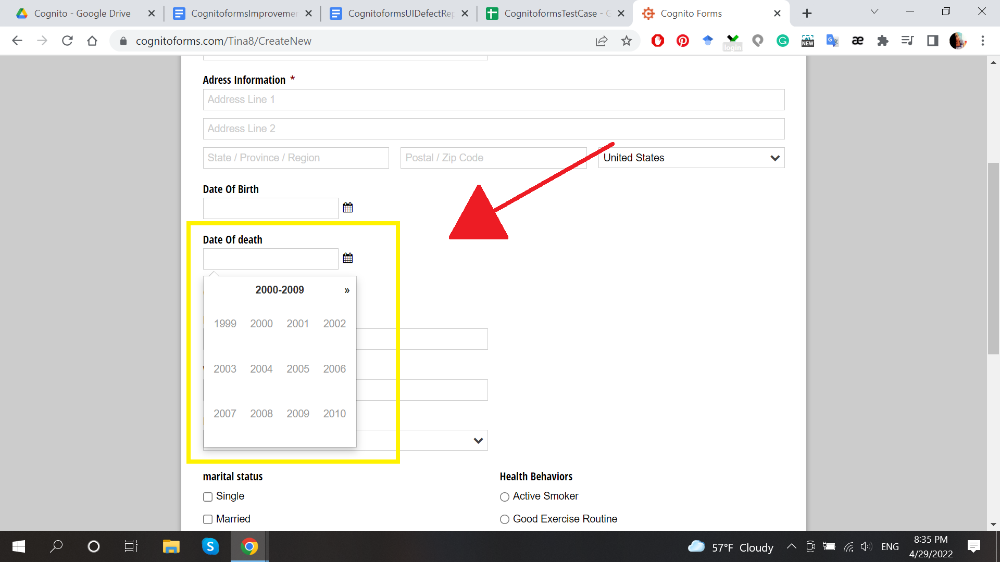 Cognito - Google Drive
CognitoformsImprovemen
CognitoformsUIDefectRep
CognitoformsTestCase - G
Cognito Forms
cognitoforms.com/Tina8/CreateNew
login
NEW
æ
Adress Information *
Address Line 1
Address Line 2
State / Province / Region
Postal / Zip Code
United States
Date Of Birth
Date Of death
2000-2009 »
1999 2000 2001 2002
2003 2004 2005 2006
2007 2008 2009 2010
marital status
Health Behaviors
Single
Active Smoker
Married
Good Exercise Routine
57°F Cloudy
ENG
8:35 PM
4/29/2022